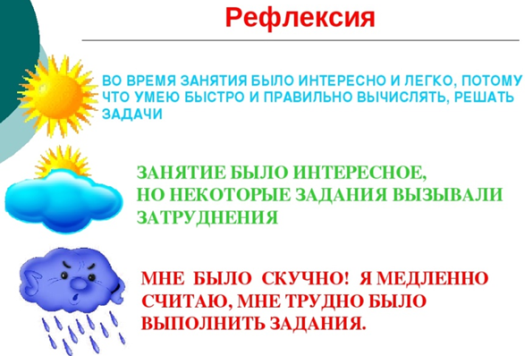 Рефлексия
ВО ВРЕМЯ ЗАНЯТИЯ БЫЛО ИНТЕРЕСНО И ЛЕГКО, ПОТОМУ
ЧТО УМЕЮ БЫСТРО И ПРАВИЛЬНО ВЫЧИСЛЯТЬ, РЕШАТЬ
ЗАДАЧИ
ЗАНЯТИЕ БЫЛО ИНТЕРЕСНОЕ,
НО НЕКОТОРЫЕ ЗАДАНИЯ ВЫЗЫВАЛИ
ЗАТРУДНЕНИЯ
МНЕ БЫЛО СКУЧНО! Я МЕДЛЕННО
СЧИТАЮ, МНЕ ТРУДНО БЫЛО
ВЫПОЛНИТЬ ЗАДАНИЯ.